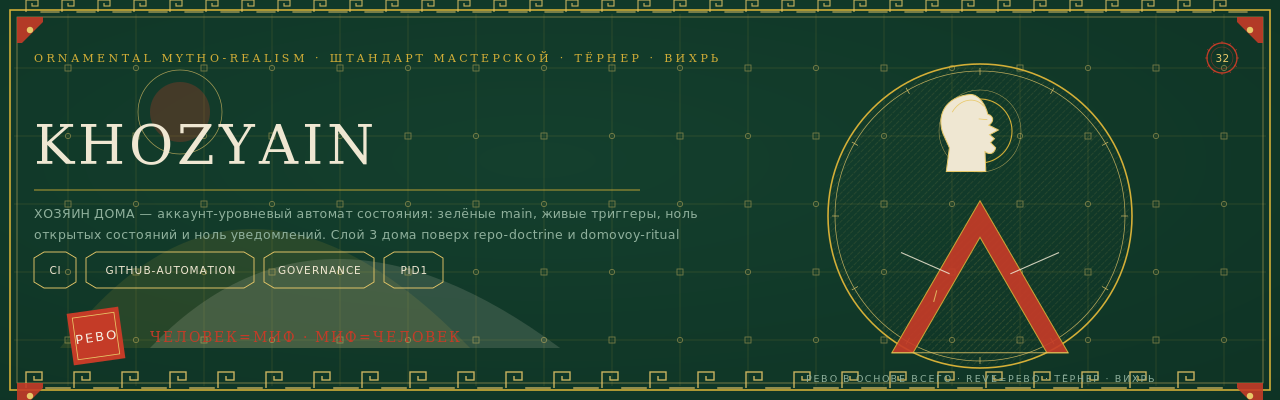 ORNAMENTAL MYTHO-REALISM · ШТАНДАРТ МАСТЕРСКОЙ · ТЁРНЕР · ВИХРЬ
32
KHOZYAIN
ХОЗЯИН ДОМА — аккаунт-уровневый автомат состояния: зелёные main, живые триггеры, ноль
открытых состояний и ноль уведомлений. Слой 3 дома поверх repo-doctrine и domovoy-ritual
CI GITHUB-AUTOMATION GOVERNANCE PID1
РЕВО
ЧЕЛОВЕК=МИФ · МИФ=ЧЕЛОВЕК
РЕВО В ОСНОВЕ ВСЕГО · REVE=РЕВО · ТЁРНЕР · ВИХРЬ